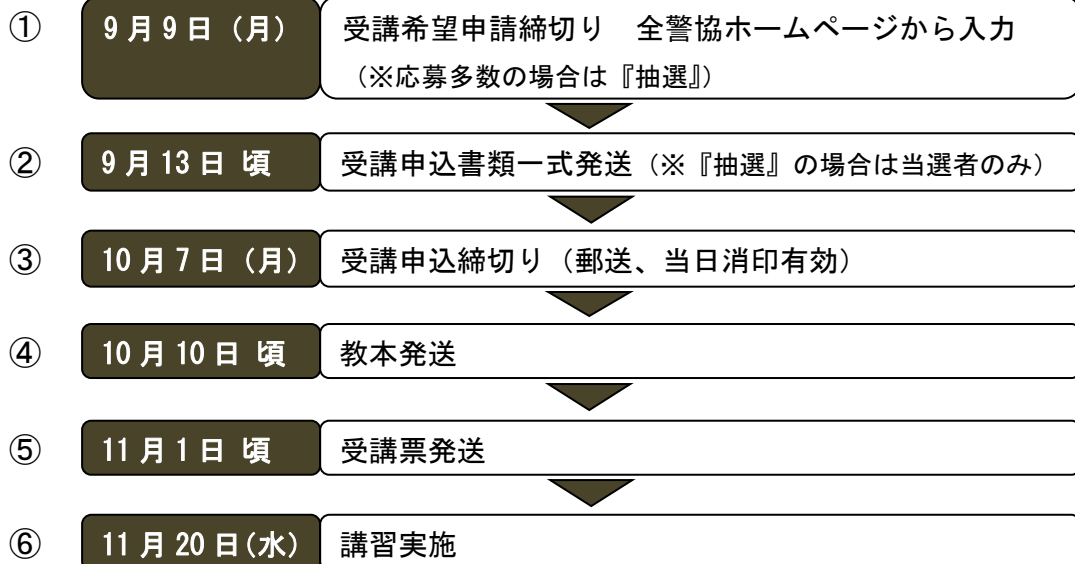 ① 9月9日（月） 受講希望申請締切り　全警協ホームページから入力
（※応募多数の場合は『抽選』）
② 9月13日 頃 受講申込書類一式発送（※『抽選』の場合は当選者のみ）
③ 10月7日（月） 受講申込締切り（郵送、当日消印有効）
④ 10月10日 頃 教本発送
⑤ 11月1日 頃 受講票発送
⑥ 11月20日（水） 講習実施